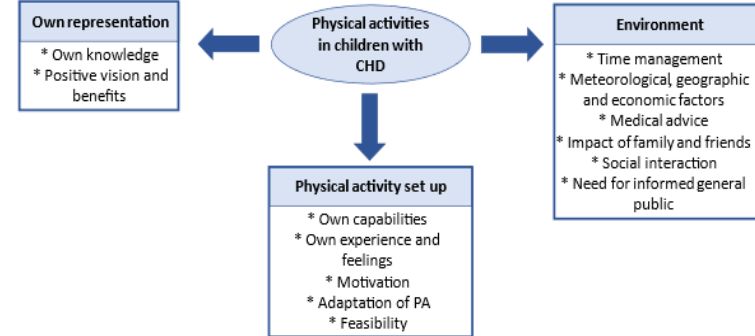 Own representation
* Own knowledge
* Positive vision and
benefits
Physical activities
in children with
CHD
Environment
* Time management
* Meteorological, geographic
and economic factors
* Medical advice
* Impact of family and friends
* Social interaction
* Need for informed general
public
Physical activity set up
* Own capabilities
* Own experience and
feelings
* Motivation
* Adaptation of PA
* Feasibility